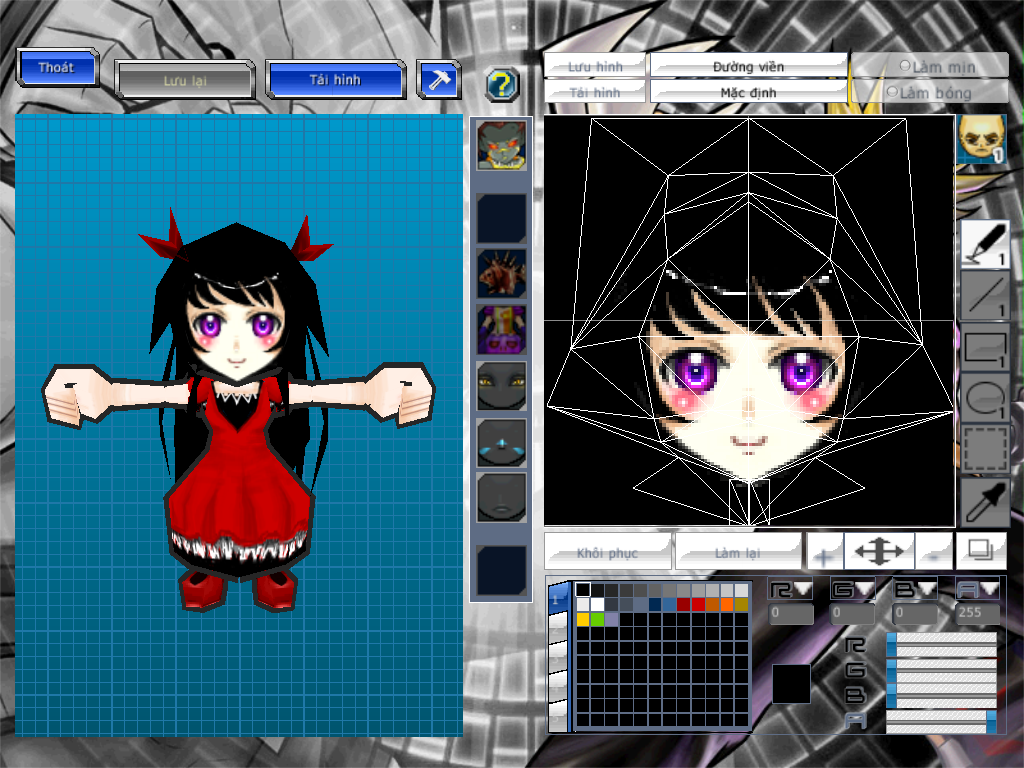 Thoát
Lưu lại
Tải hình
?
Lưu hình
Đường viền
Làm mịn
Tải hình
Mặc định
Làm bóng
1
1
1
1
1
Khôi phục
Làm lại
+
-
1
R
G
B
A
0
0
0
255
R
G
B
A